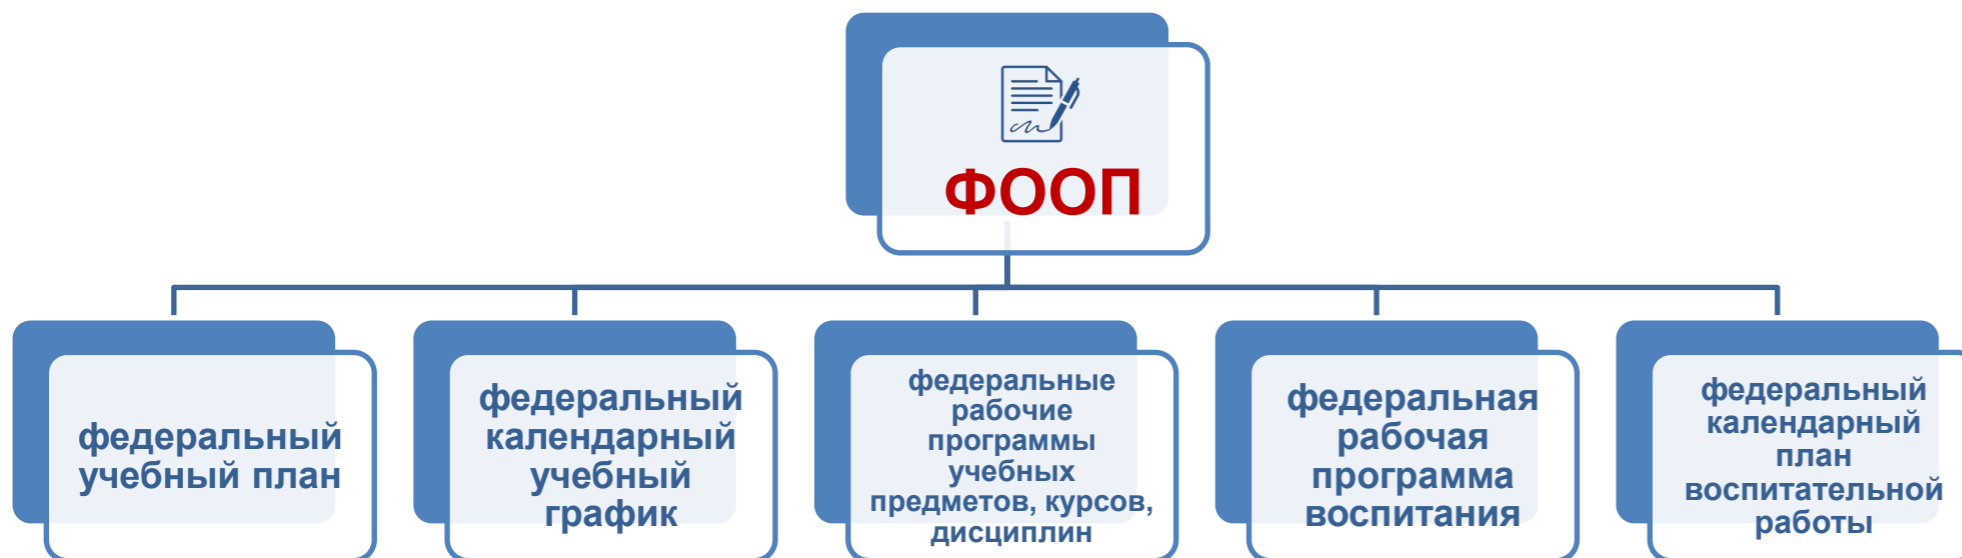 ФООП
федеральный
учебный план
федеральный
календарный
учебный
график
федеральные
рабочие
программы
учебных
предметов, курсов,
дисциплин
федеральная
рабочая
программа
воспитания
федеральный
календарный
план
воспитательной
работы